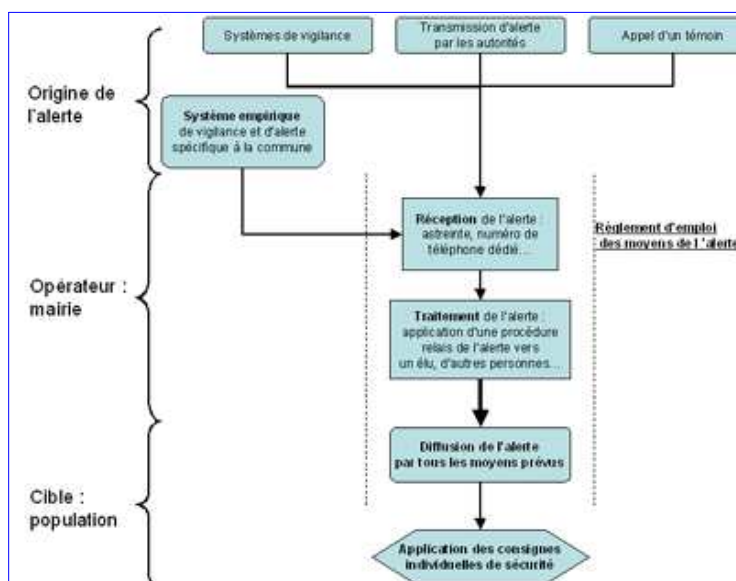 Systèmes de vigilance
Transmission d'alerte
par les autorités
Appel d'un témoin
Origine de
l'alerte
Système empirique
de vigilance et d'alerte
spécifique à la commune
Réception de l'alerte :
astreinte, numéro de
téléphone dédié...
Règlement d'emploi
des moyens de l'alerte
Opérateur :
mairie
Traitement de l'alerte :
application d'une procédure
relais de l'alerte vers
un élu, d'autres personnes...
Diffusion de l'alerte
par tous les moyens prévus
Cible :
population
Application des consignes
individuelles de sécurité